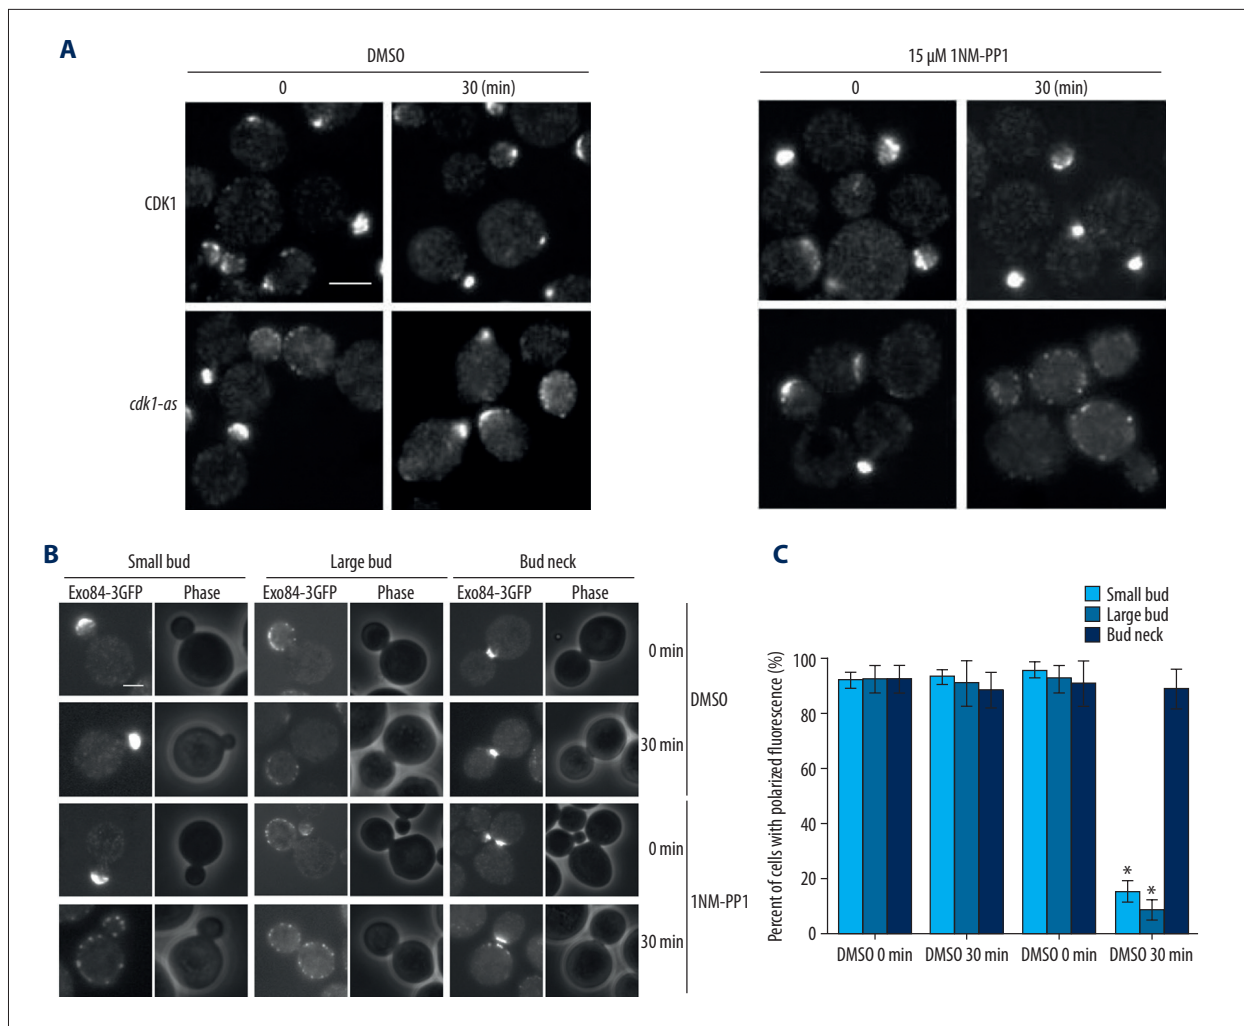 A
DMSO
15 µM 1NM-PP1
0
30 (min)
0
30 (min)
CDK1
cdk1-as
B
Small bud
Large bud
Bud neck
Exo84-3GFP
Phase
Exo84-3GFP
Phase
Exo84-3GFP
Phase
0 min
30 min
DMSO
0 min
30 min
1NM-PP1
C
Small bud
Large bud
Bud neck
Percent of cells with polarized fluorescence (%)
100
80
60
40
20
0
* *
DMSO 0 min DMSO 30 min DMSO 0 min DMSO 30 min